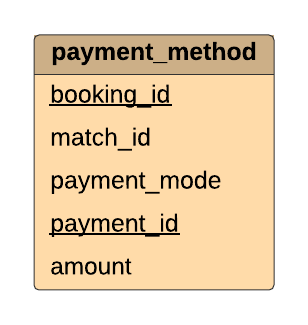 payment_method
booking_id
match_id
payment_mode
payment_id
amount